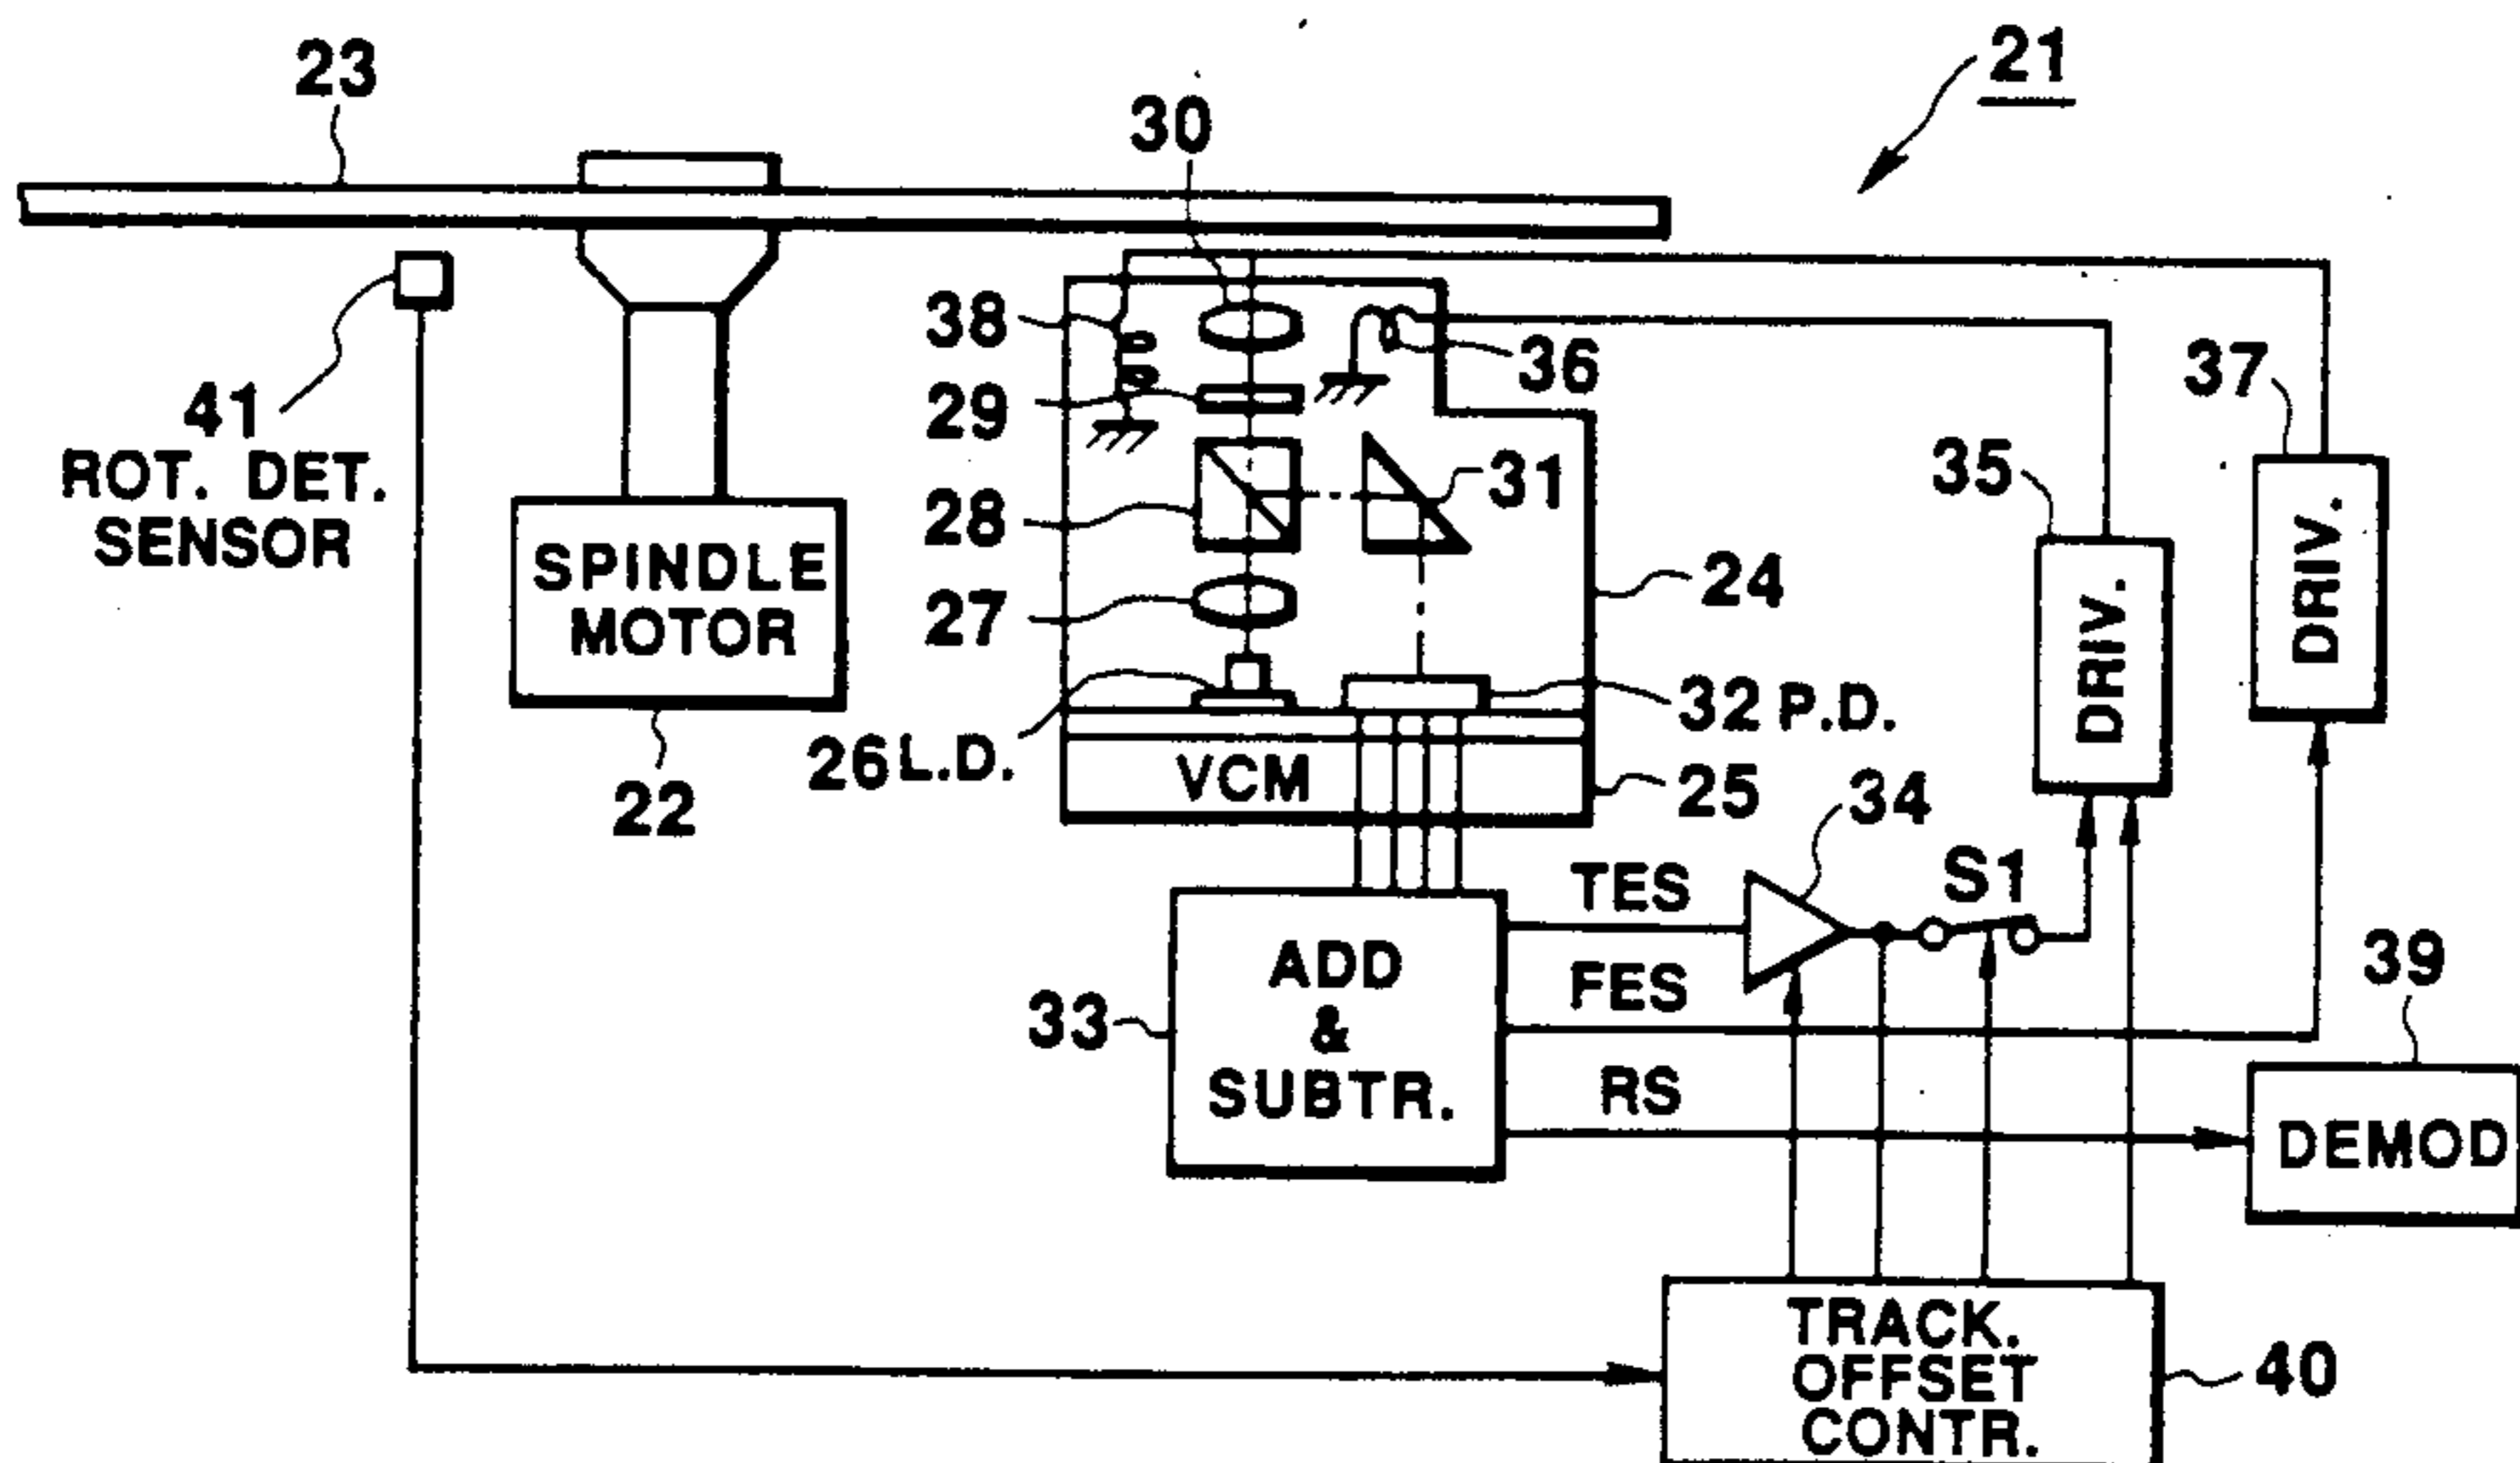 21
23
30
38
36
37
41
ROT. DET.
SENSOR
29
35
31
28
DRIV.
SPINDLE
MOTOR
24
DRIV.
27
32 P.D.
26 L.D.
VCM
25
22
34
TES
S1
ADD
&
SUBTR.
FES
39
33
RS
DEMOD
TRACK.
OFFSET
CONTR.
40